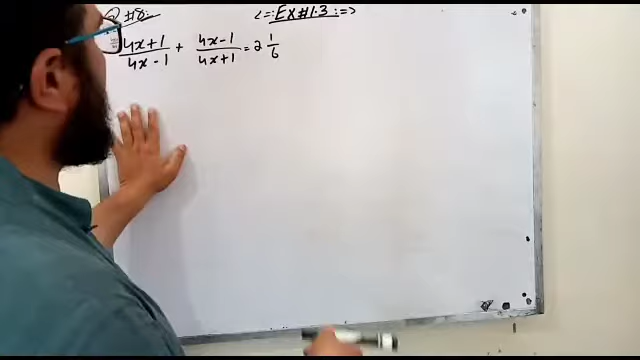 Q #8:
<=: Ex#1.3 :=>
4x+1/4x-1 + 4x-1/4x+1 = 2 1/6